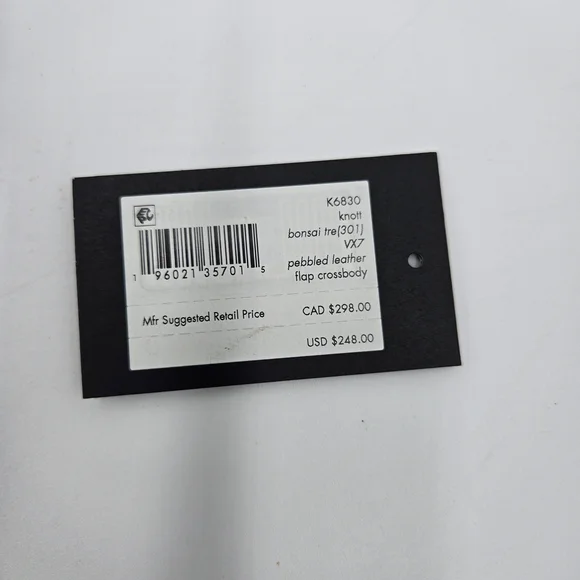 K6830
knott
bonsai tre(301)
VX7
pebbled leather
flap crossbody
1 96021 35701 5
Mfr Suggested Retail Price CAD $298.00
USD $248.00